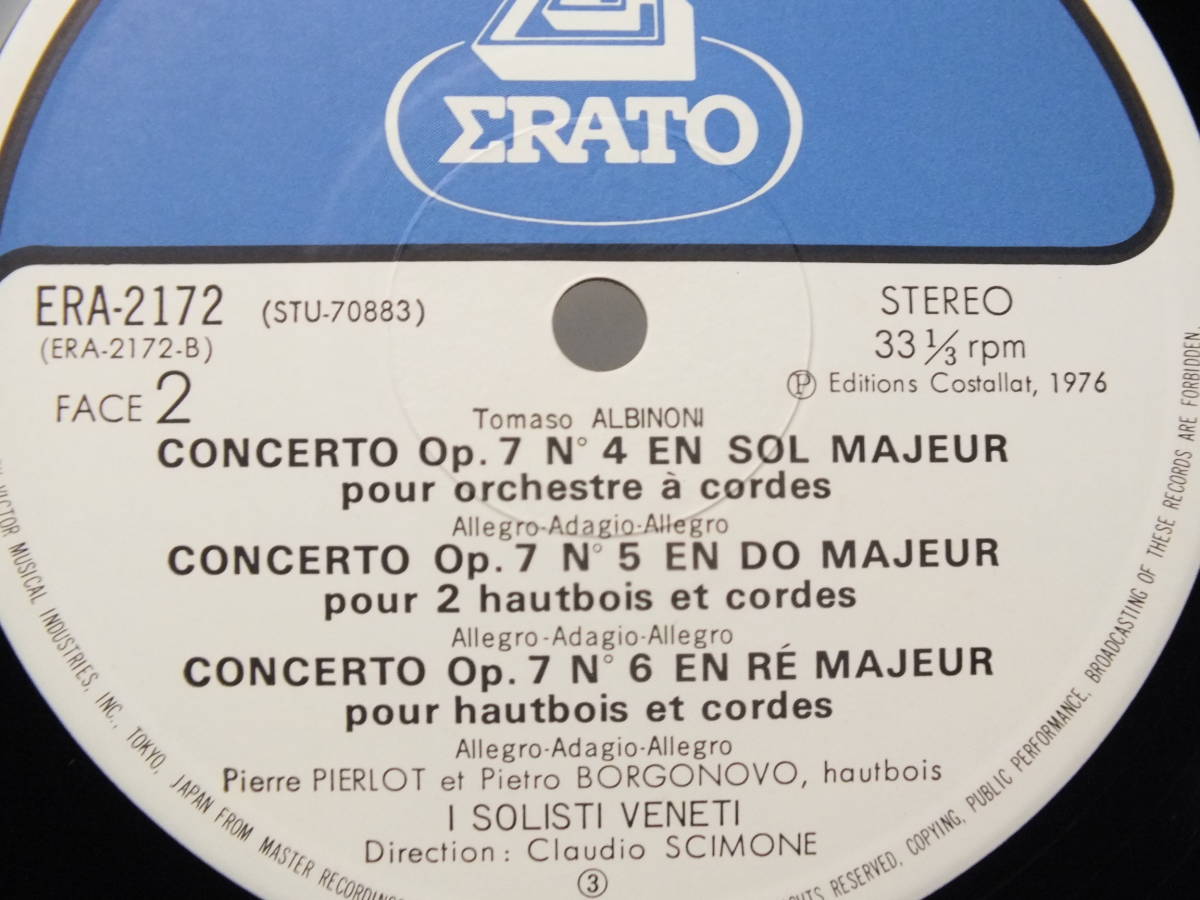 ΣRATO
ERA-2172 (STU-70883)
(ERA-2172-B)
FACE 2
STEREO
33 1/3 rpm
Ⓟ Editions Costallat, 1976
Tomaso ALBINONI
CONCERTO Op. 7 N° 4 EN SOL MAJEUR
pour orchestre à cordes
Allegro-Adagio-Allegro
CONCERTO Op. 7 N° 5 EN DO MAJEUR
pour 2 hautbois et cordes
Allegro-Adagio-Allegro
CONCERTO Op. 7 N° 6 EN RÉ MAJEUR
pour hautbois et cordes
Allegro-Adagio-Allegro
Pierre PIERLOT et Pietro BORGONOVO, hautbois
I SOLISTI VENETI
Direction: Claudio SCIMONE
③
VICTOR MUSICAL INDUSTRIES, INC., TOKYO, JAPAN FROM MASTER
RESERVED, COPYING, PUBLIC PERFORMANCE, BROADCASTING OF THESE RECORDS ARE FORBIDDEN